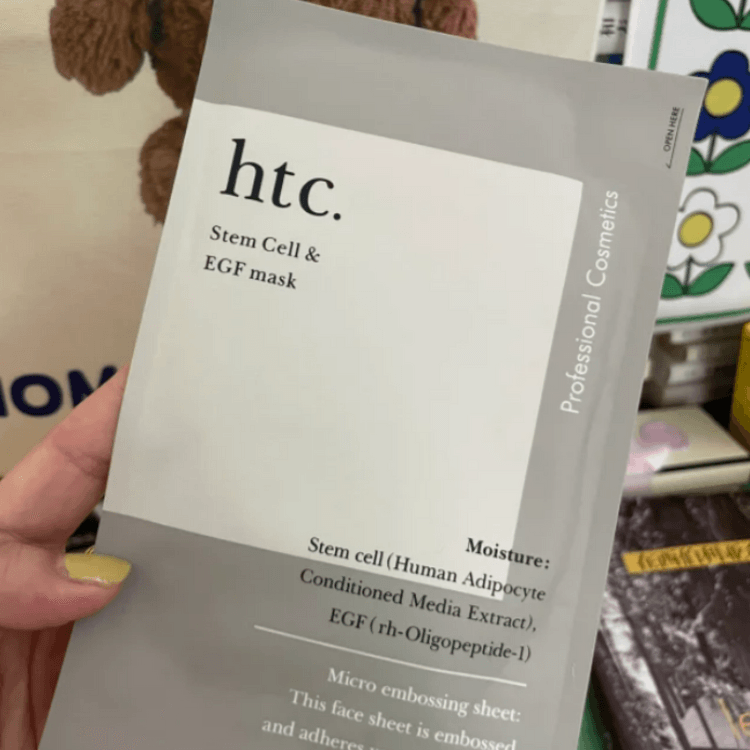 htc.
Stem Cell &
EGF mask
OPEN HERE
Professional Cosmetics
Moisture:
Stem cell (Human Adipocyte
Conditioned Media Extract),
EGF (rh-Oligopeptide-1)
Micro embossing sheet:
This face sheet is embossed
and adheres